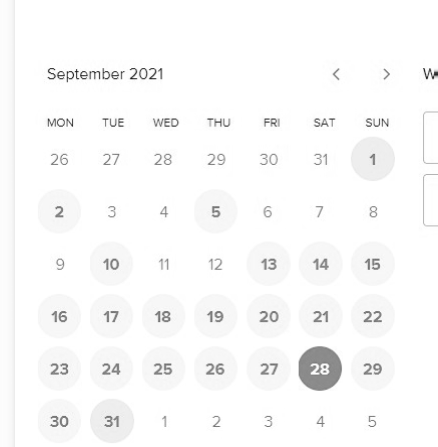 September 2021
W
MON TUE WED THU FRI SAT SUN
26 27 28 29 30 31 1
2 3 4 5 6 7 8
9 10 11 12 13 14 15
16 17 18 19 20 21 22
23 24 25 26 27 28 29
30 31 1 2 3 4 5